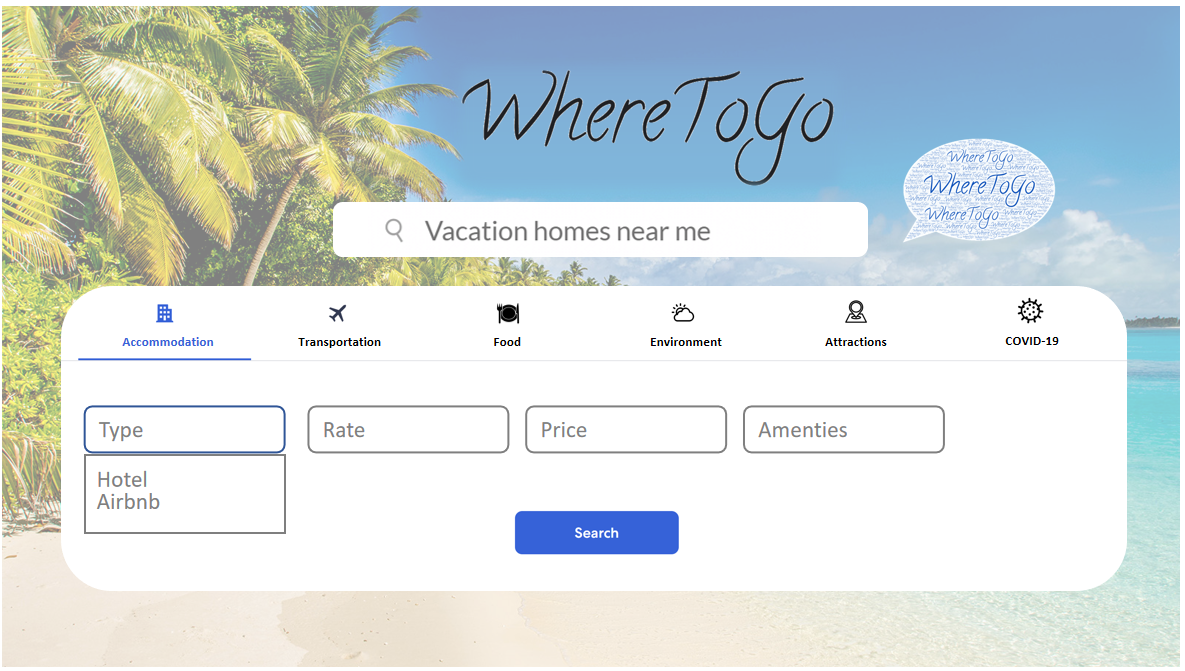 WhereToGo
WhereToGo
WhereToGo
WhereToGo
Vacation homes near me
Accommodation
Transportation
Food
Environment
Attractions
COVID-19
Type
Rate
Price
Amenties
Hotel
Airbnb
Search